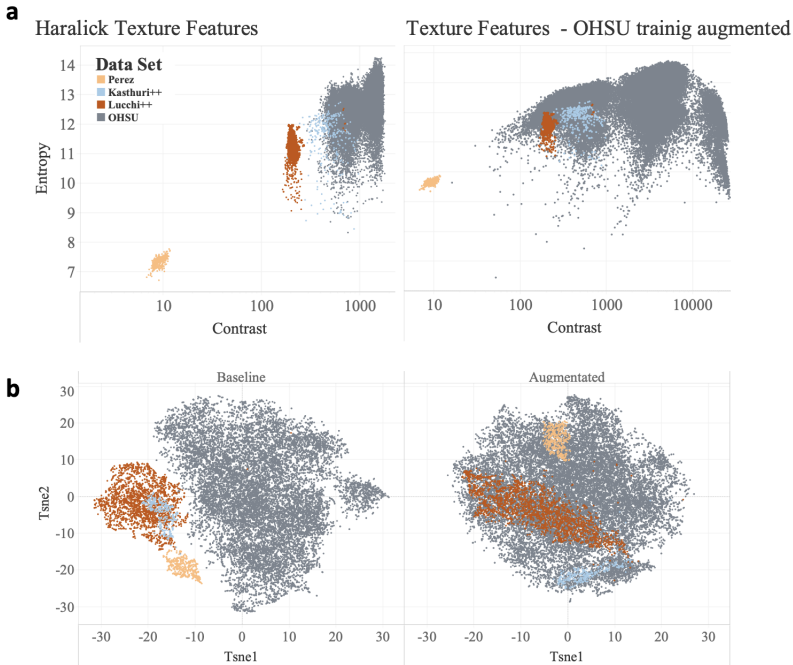 a
Haralick Texture Features
Texture Features - OHSU trainig augmented
Data Set
Perez
Kasthuri++
Lucchi++
OHSU
Entropy
14
13
12
11
10
9
8
7
10
100
1000
Contrast
10
100
1000
10000
Contrast
b
Baseline
Augmentated
Tsne2
30
20
10
0
-10
-20
-30
-30
-20
-10
0
10
20
30
Tsne1
-30
-20
-10
0
10
20
30
Tsne1